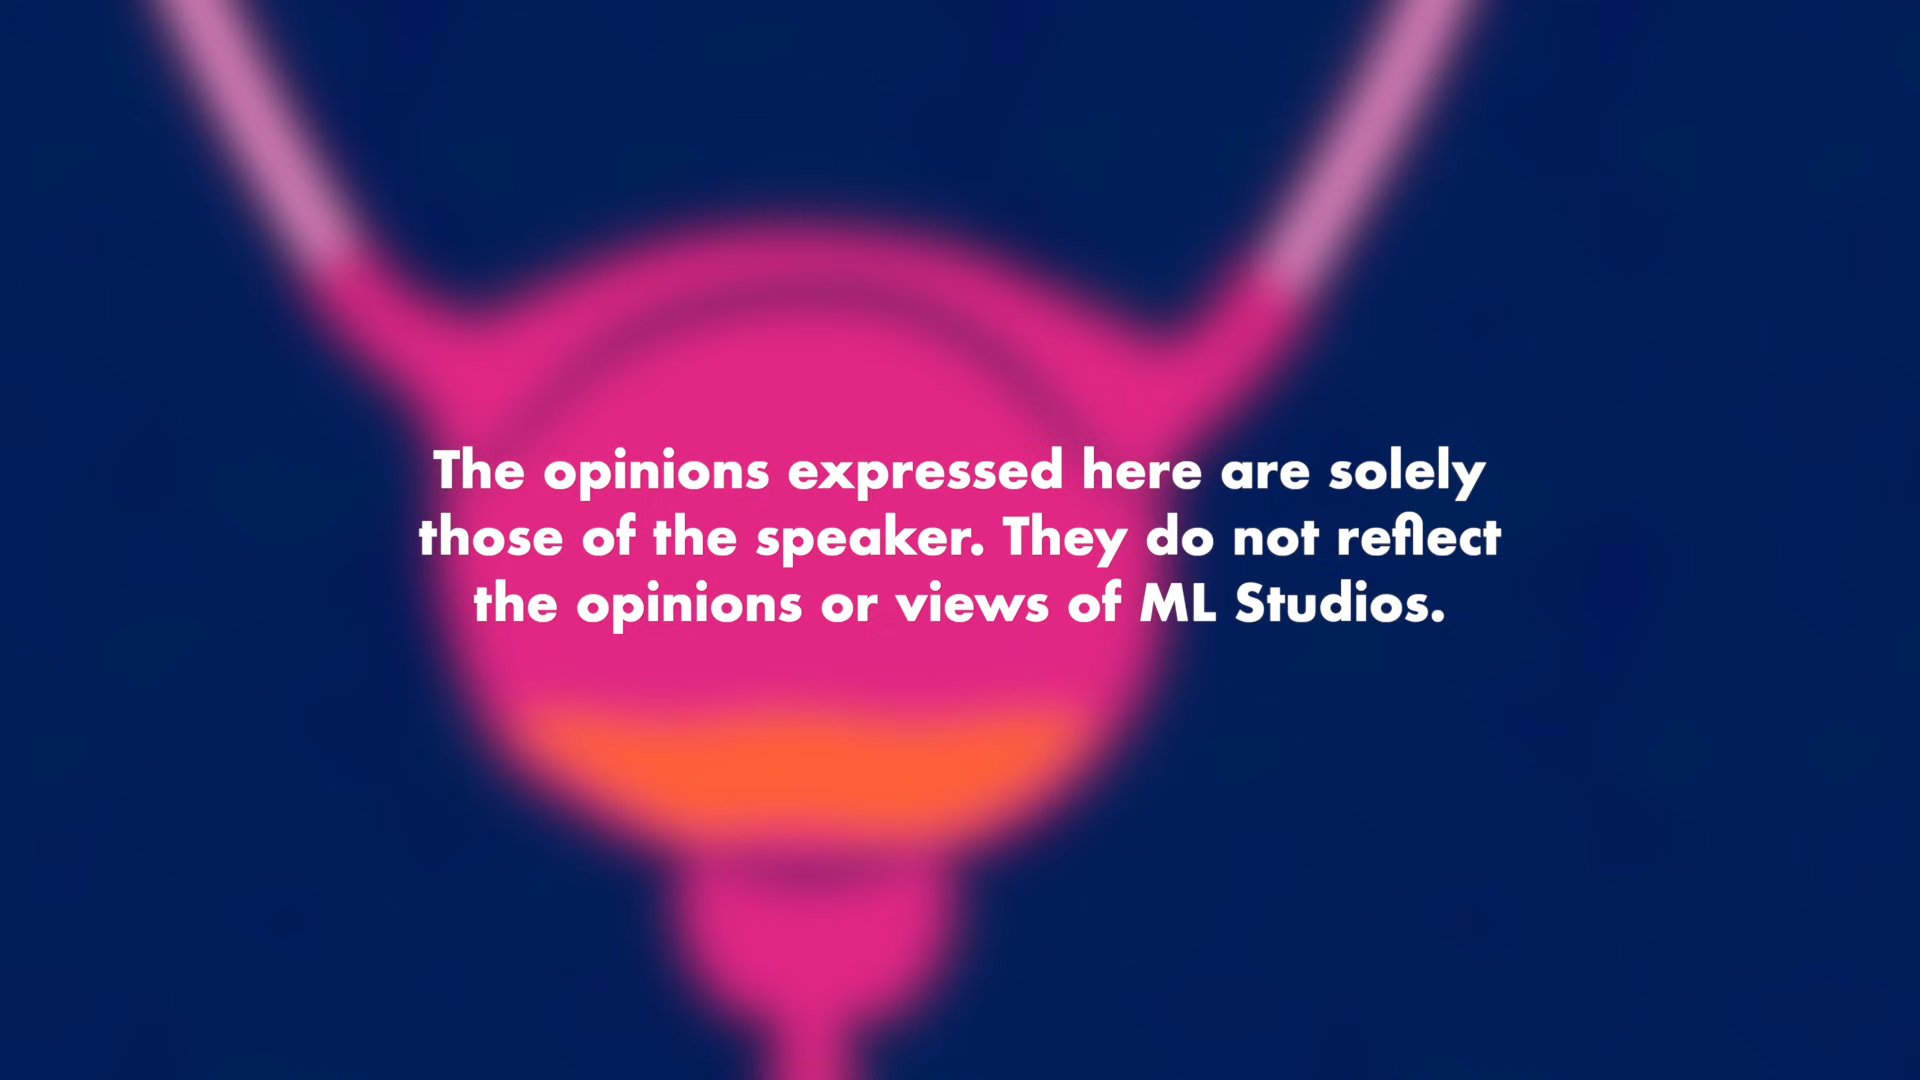 The opinions expressed here are solely
those of the speaker. They do not reflect
the opinions or views of ML Studios.